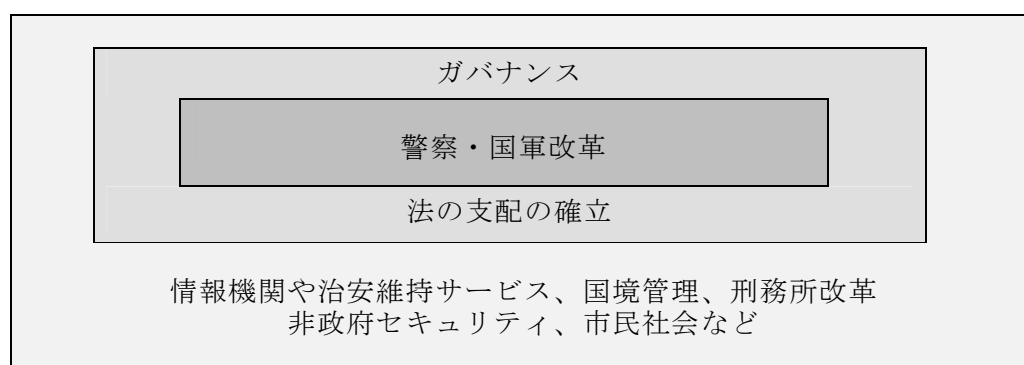 ガバナンス
警察・国軍改革
法の支配の確立
情報機関や治安維持サービス、国境管理、刑務所改革
非政府セキュリティ、市民社会など